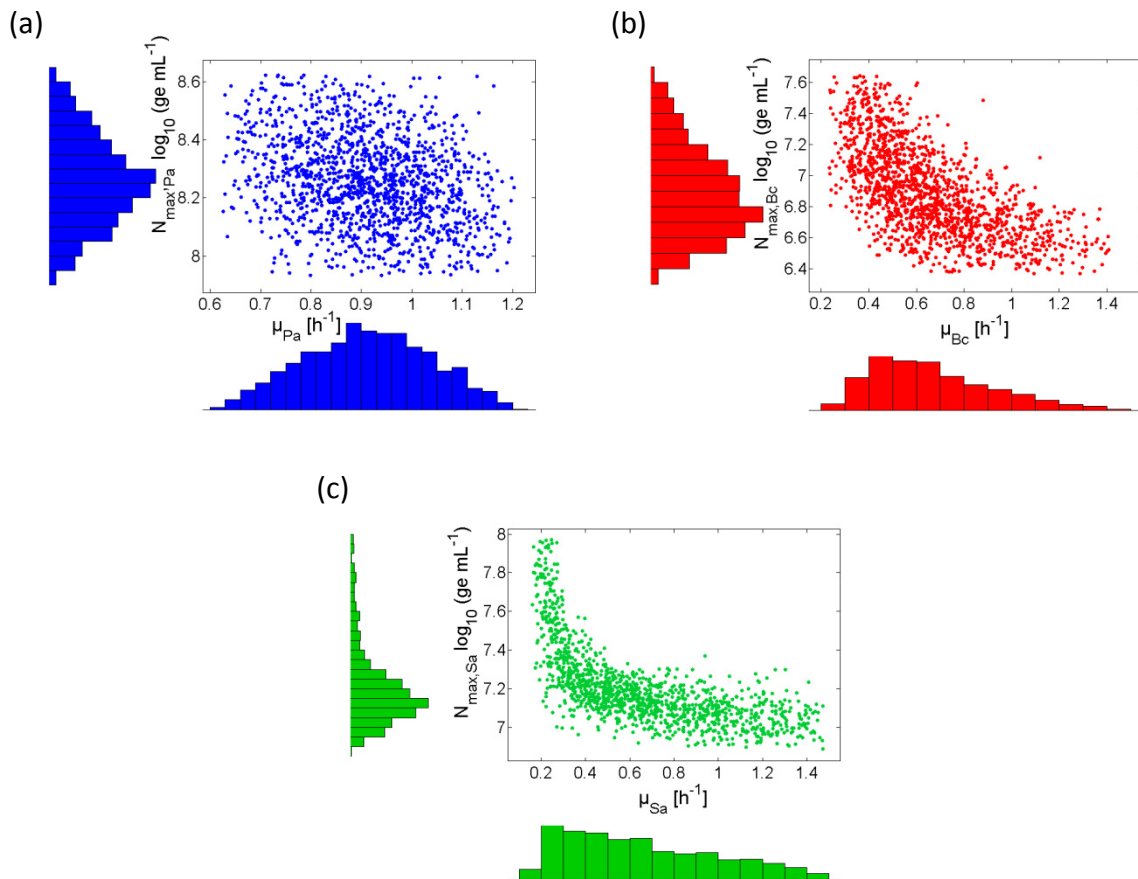 (a)
N_max,Pa log_10 (ge mL^-1)
8.6
8.4
8.2
8
0.6 0.7 0.8 0.9 1 1.1 1.2
μ_Pa [h^-1]
(b)
N_max,Bc log_10 (ge mL^-1)
7.6
7.4
7.2
7
6.8
6.6
6.4
0.2 0.4 0.6 0.8 1 1.2 1.4
μ_Bc [h^-1]
(c)
N_max,Sa log_10 (ge mL^-1)
8
7.8
7.6
7.4
7.2
7
0.2 0.4 0.6 0.8 1 1.2 1.4
μ_Sa [h^-1]